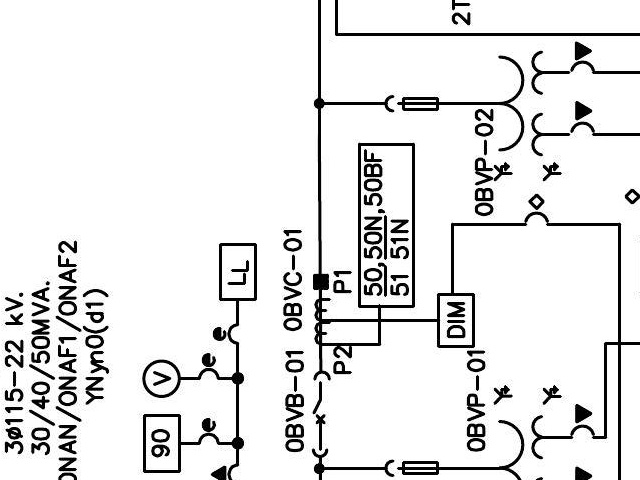 3Ø115-22 kV.
30/40/50MVA.
ONAN/ONAF1/ONAF2
YNyn0(d1)
V
90
LL
e
e
e
0BVC-01
0BVB-01
P1
P2
50,50N,50BF
51 51N
DIM
0BVP-02
0BVP-01
2T